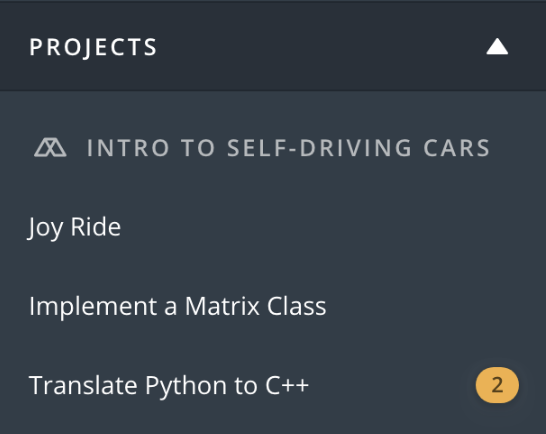 PROJECTS
INTRO TO SELF-DRIVING CARS
Joy Ride
Implement a Matrix Class
Translate Python to C++ 2